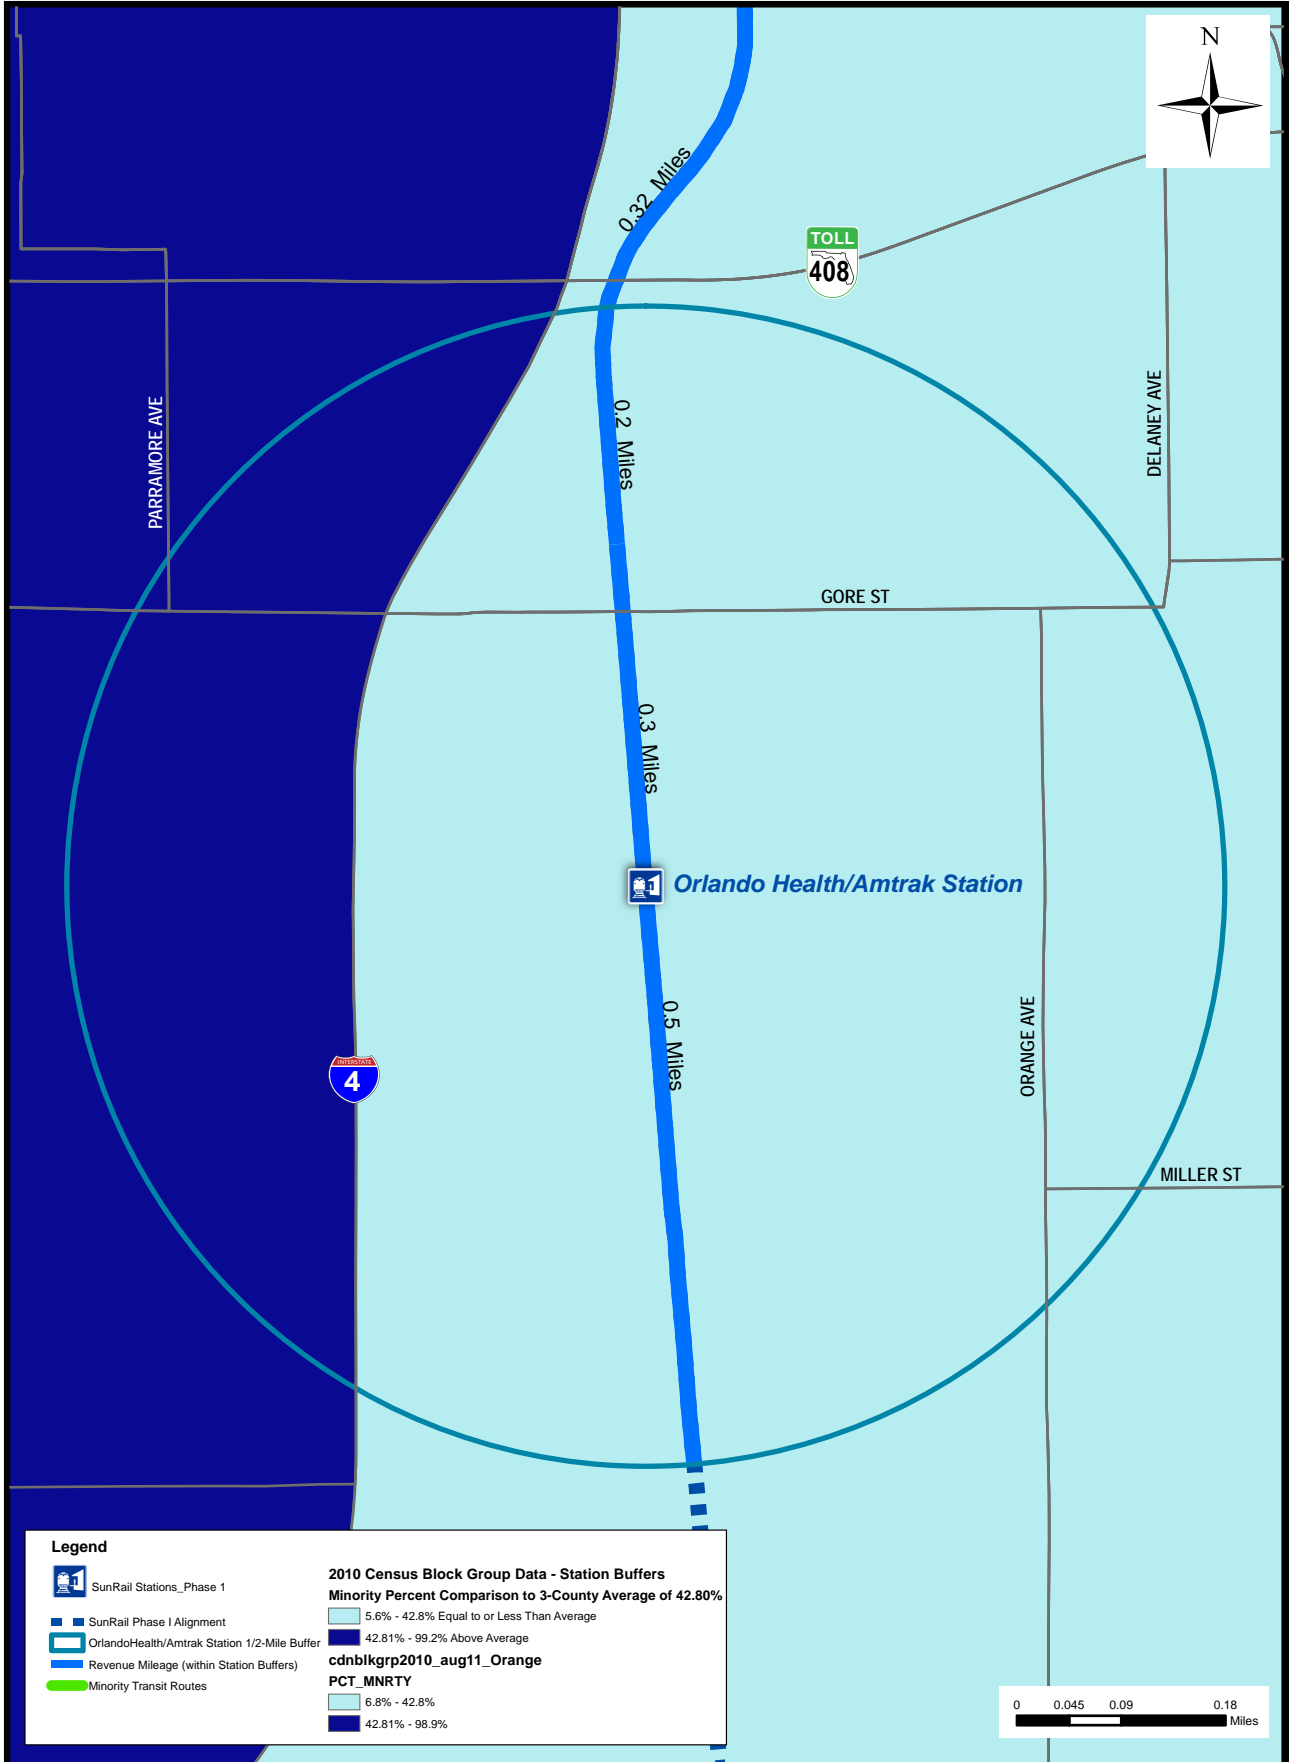 N
0.32 Miles
TOLL
408
0.2 Miles
PARRAMORE AVE
DELANEY AVE
GORE ST
0.3 Miles
Orlando Health/Amtrak Station
0.5 Miles
ORANGE AVE
INTERSTATE
4
MILLER ST
Legend
SunRail Stations_Phase 1
SunRail Phase I Alignment
OrlandoHealth/Amtrak Station 1/2-Mile Buffer
Revenue Mileage (within Station Buffers)
Minority Transit Routes
2010 Census Block Group Data - Station Buffers
Minority Percent Comparison to 3-County Average of 42.80%
5.6% - 42.8% Equal to or Less Than Average
42.81% - 99.2% Above Average
cdnblkgrp2010_aug11_Orange
PCT_MNRTY
6.8% - 42.8%
42.81% - 98.9%
0 0.045 0.09 0.18
Miles